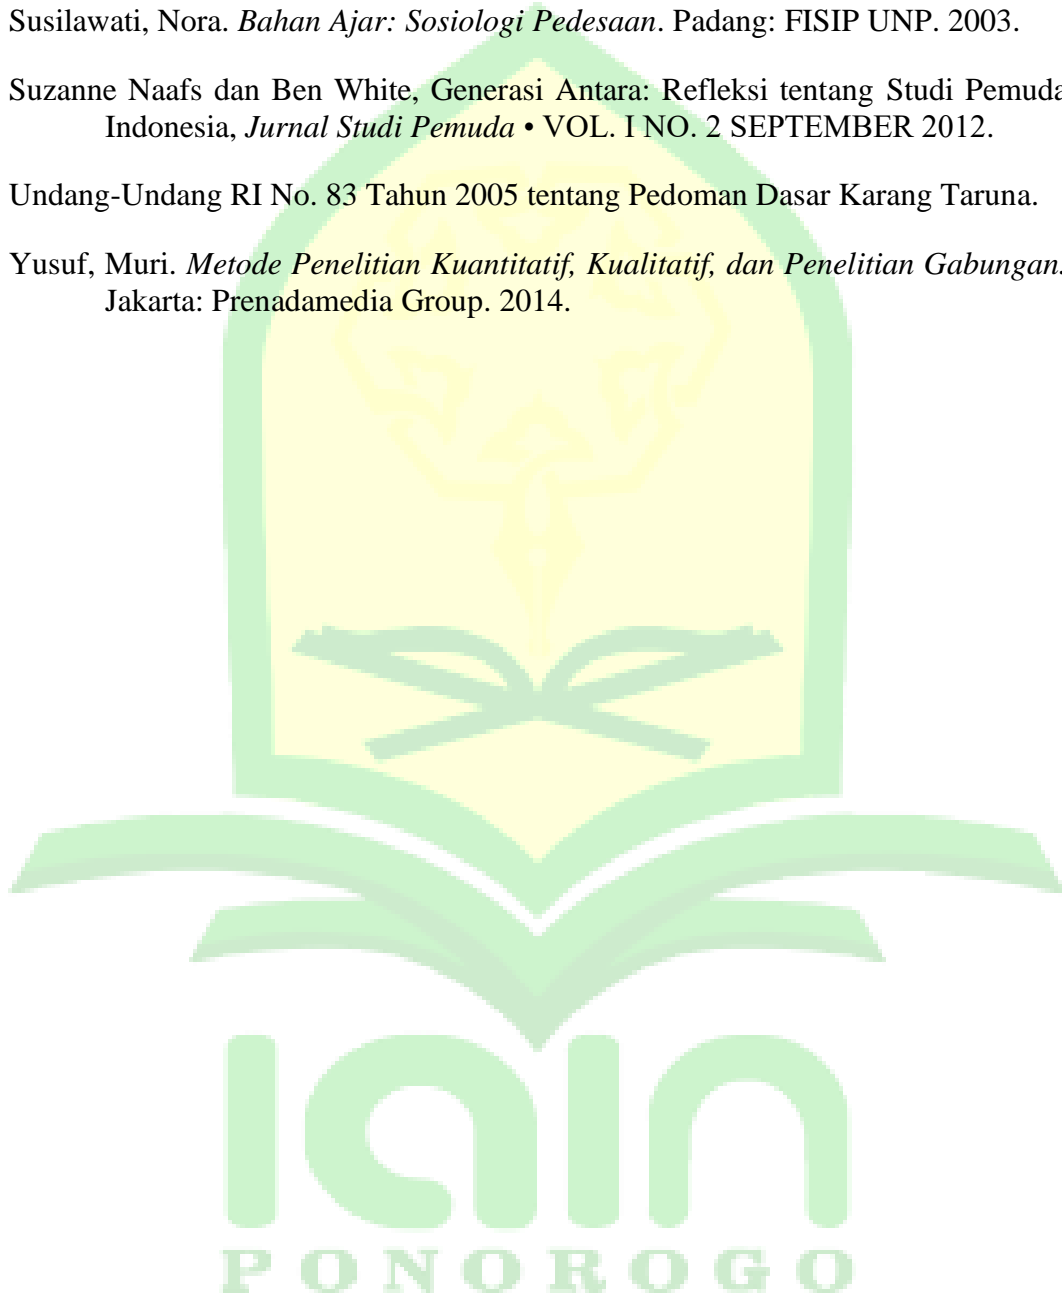 Susilawati, Nora. Bahan Ajar: Sosiologi Pedesaan. Padang: FISIP UNP. 2003.
Suzanne Naafs dan Ben White, Generasi Antara: Refleksi tentang Studi Pemuda
Indonesia, Jurnal Studi Pemuda • VOL. I NO. 2 SEPTEMBER 2012.
Undang-Undang RI No. 83 Tahun 2005 tentang Pedoman Dasar Karang Taruna.
Yusuf, Muri. Metode Penelitian Kuantitatif, Kualitatif, dan Penelitian Gabungan.
Jakarta: Prenadamedia Group. 2014.
iain
PONOROGO